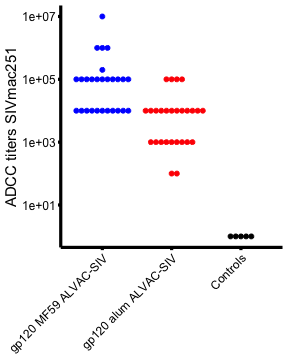 1e+07
1e+05
1e+03
1e+01
ADCC titers SIVmac251
gp120 MF59 ALVAC-SIV
gp120 alum ALVAC-SIV
Controls